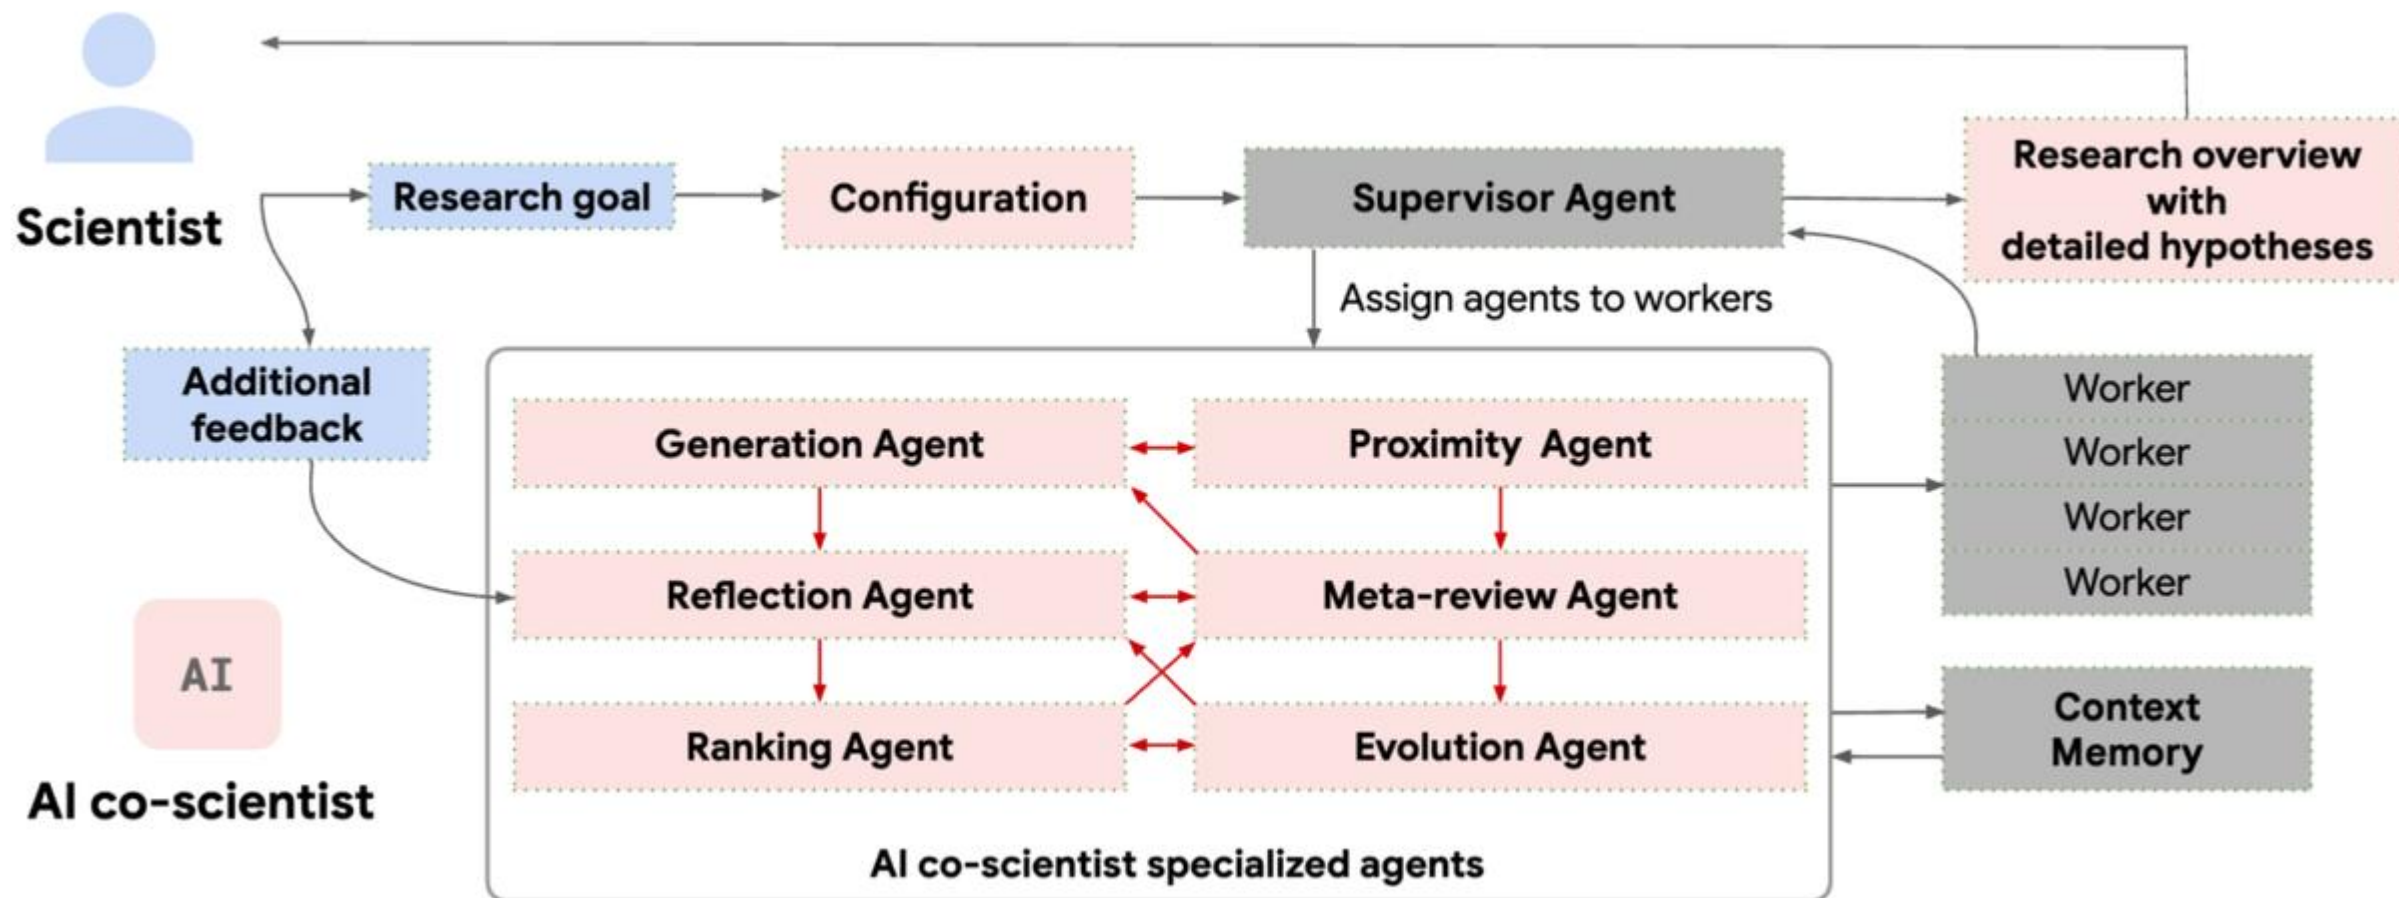 Scientist
Research goal
Configuration
Supervisor Agent
Research overview
with
detailed hypotheses
Assign agents to workers
Additional
feedback
Generation Agent
Proximity Agent
Reflection Agent
Meta-review Agent
Ranking Agent
Evolution Agent
AI co-scientist specialized agents
Worker
Worker
Worker
Worker
Context
Memory
AI
AI co-scientist